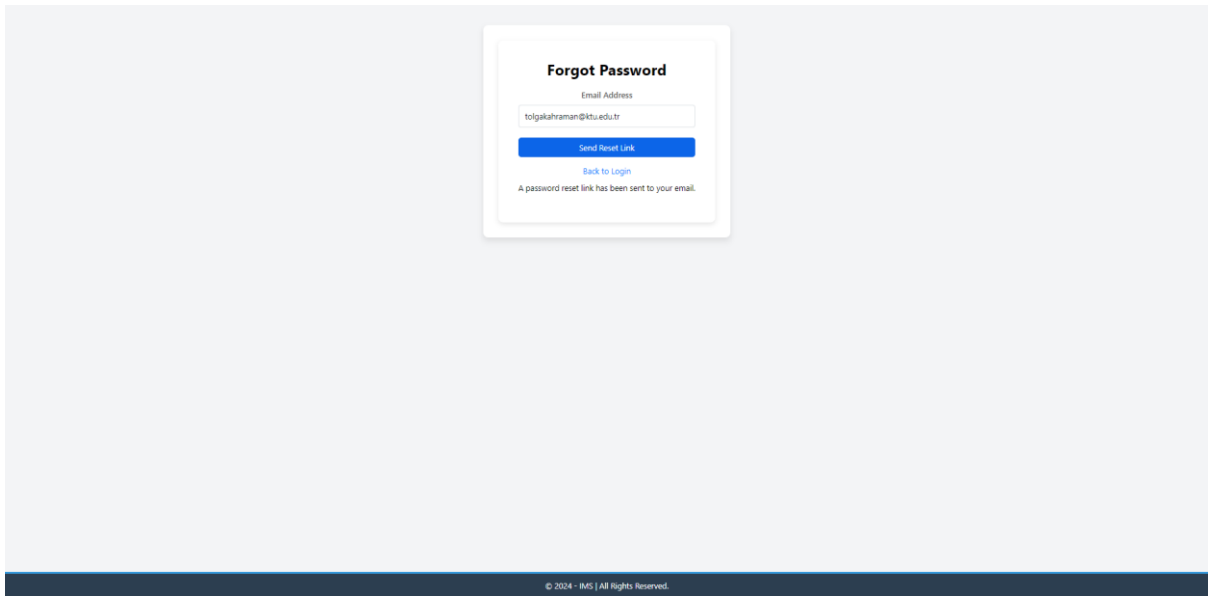 Forgot Password
Email Address
tolgakahraman@ktu.edu.tr
Send Reset Link
Back to Login
A password reset link has been sent to your email.
© 2024 - IMS | All Rights Reserved.